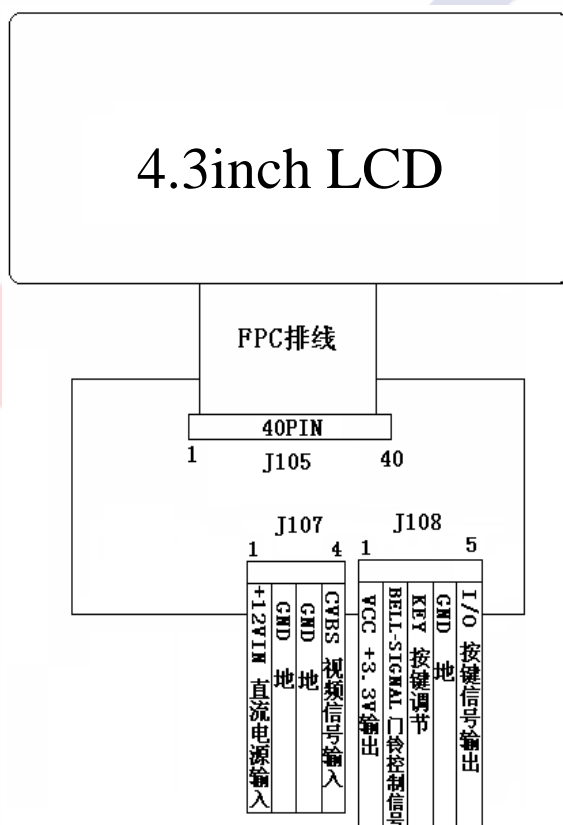 4.3inch LCD
FPC排线
40PIN
1
J105
40
J107
J108
1
4
1
5
+12VIN 直流电源输入
GND 地
GND 地
CVBS 视频信号输入
VCC +3.3V输出
BELL-SIGNAL 门铃控制信号
KEY 按键调节
GND 地
I/O 按键信号输出